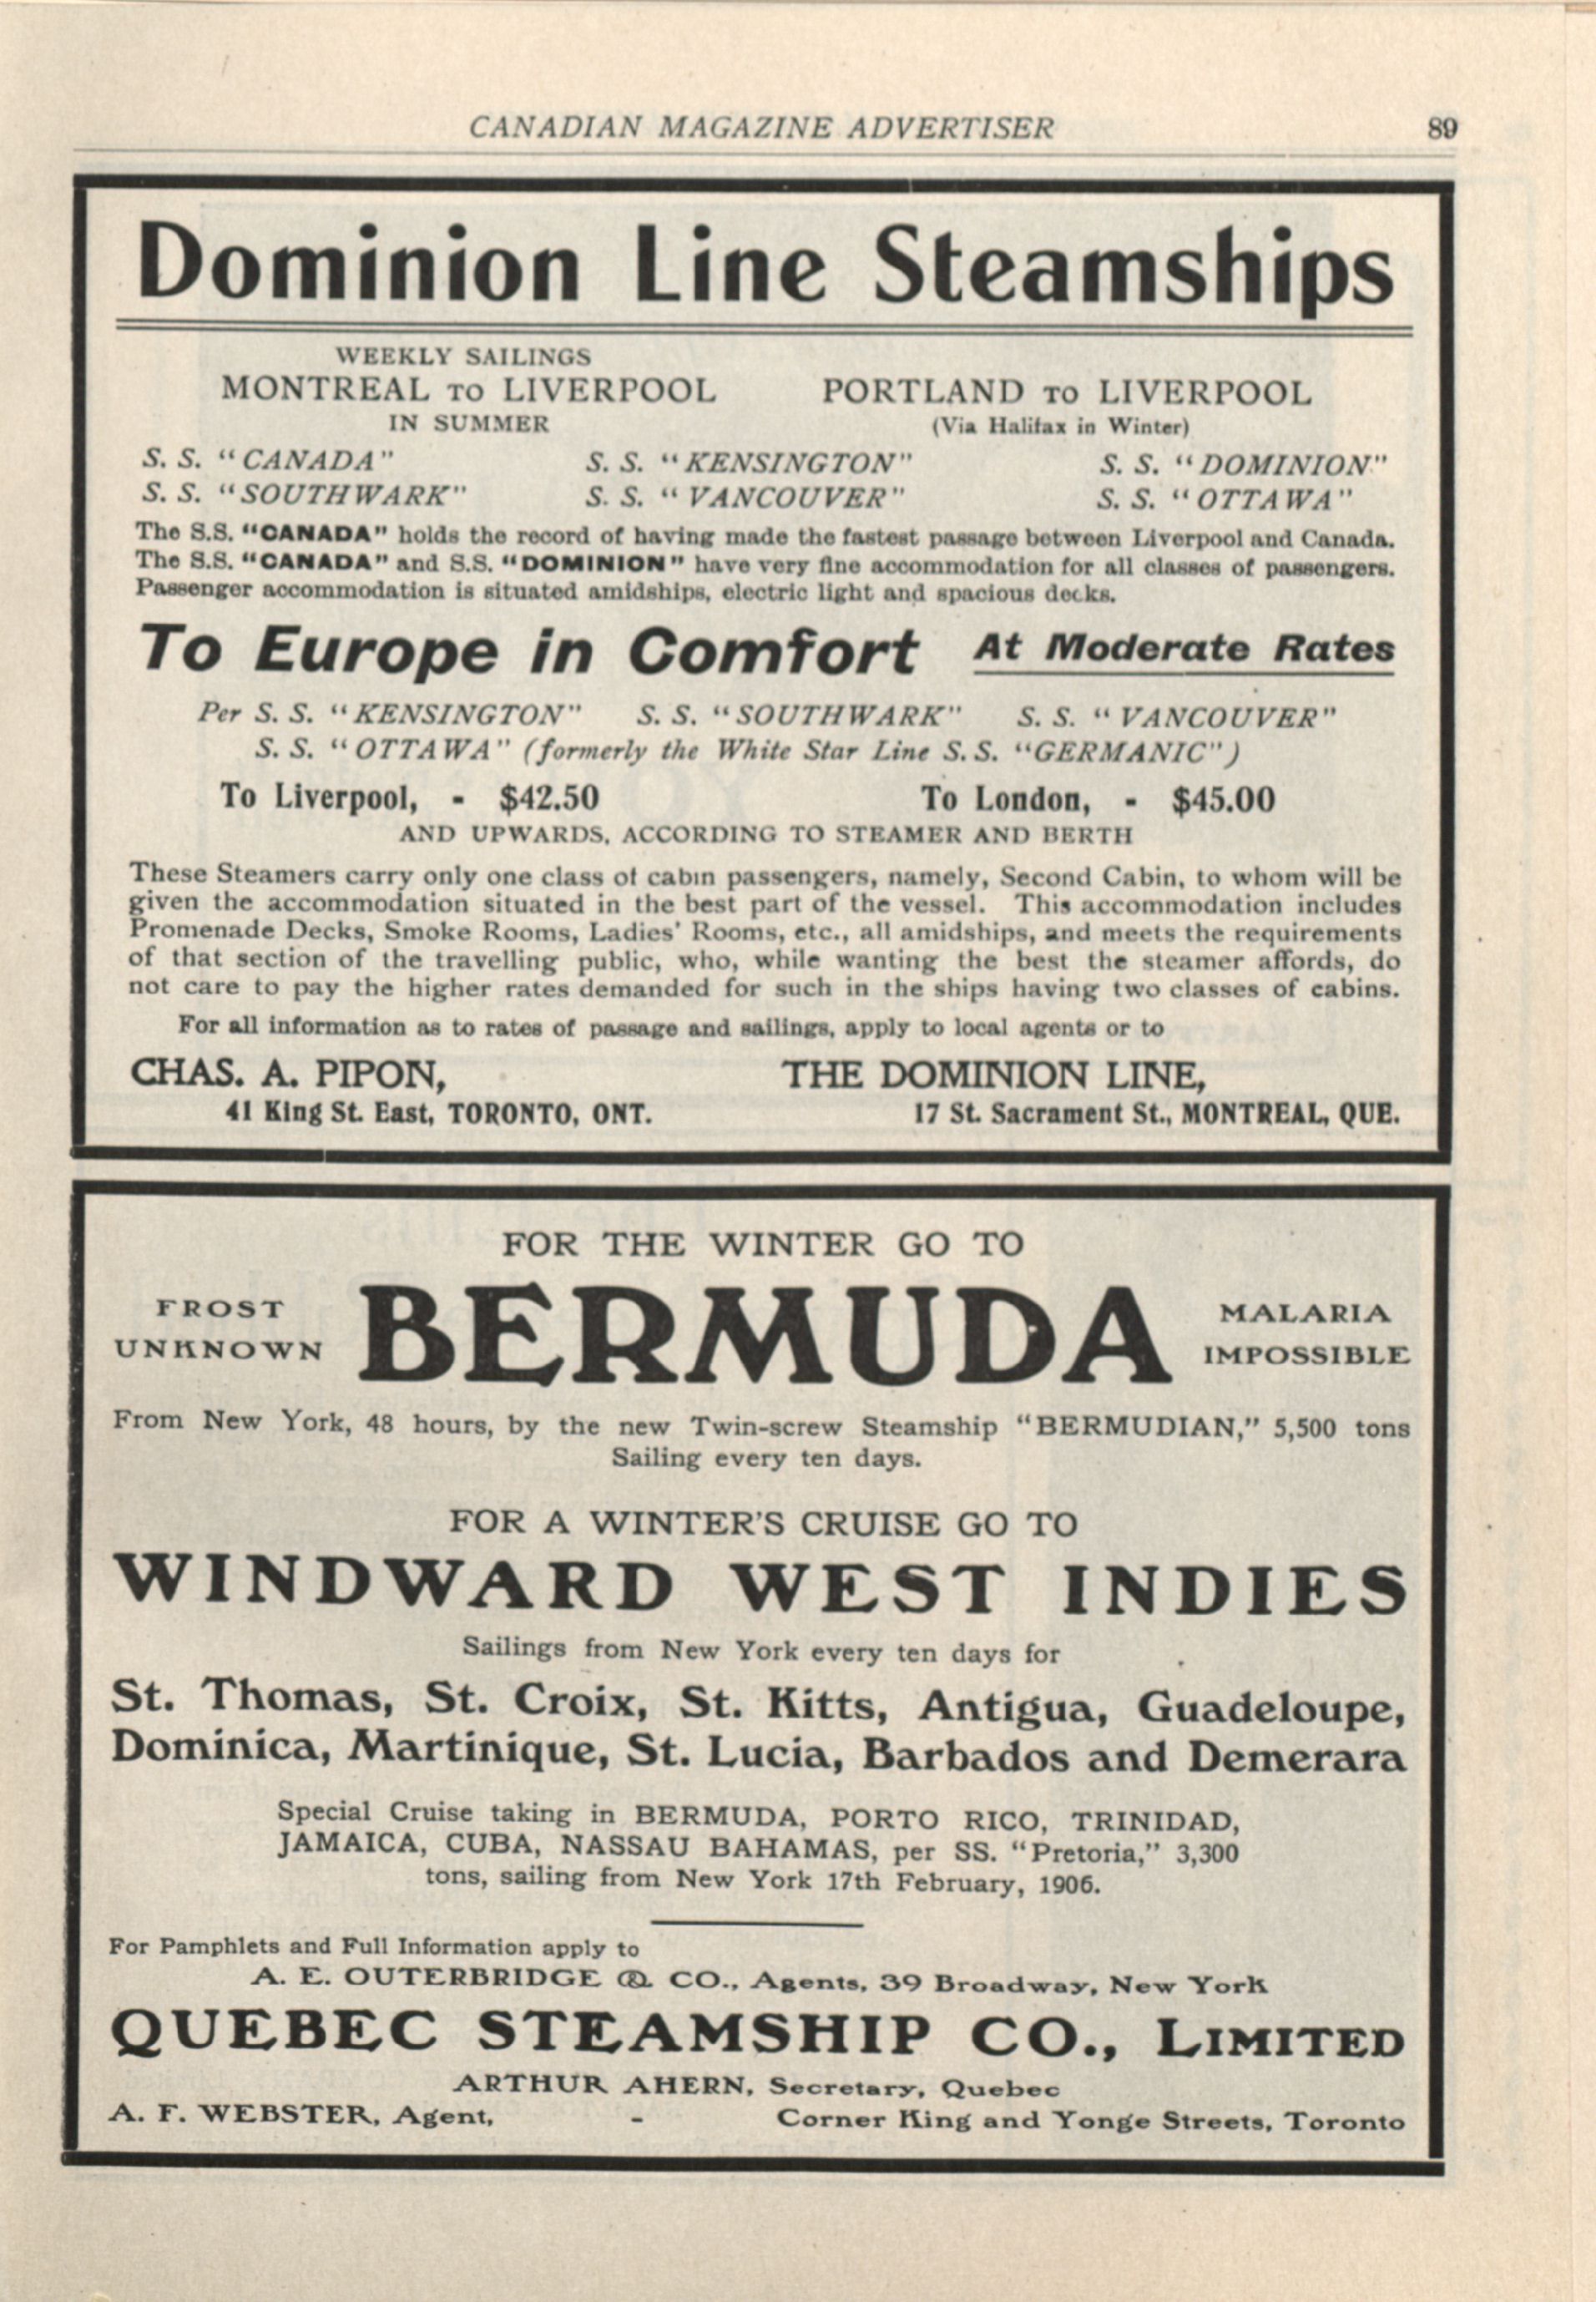 CANADIAN MAGAZINE ADVERTISER 89
Dominion Line Steamships
WEEKLY SAILINGS
MONTREAL TO LIVERPOOL PORTLAND TO LIVERPOOL
IN SUMMER (Via Halifax in Winter)
S. S. "CANADA" S. S. "KENSINGTON" S. S. "DOMINION"
S. S. "SOUTHWARK" S. S. "VANCOUVER" S. S. "OTTAWA"
The S.S. "CANADA" holds the record of having made the fastest passage between Liverpool and Canada.
The S.S. "CANADA" and S.S. "DOMINION" have very fine accommodation for all classes of passengers.
Passenger accommodation is situated amidships, electric light and spacious decks.
To Europe in Comfort At Moderate Rates
Per S. S. "KENSINGTON" S. S. "SOUTHWARK" S. S. "VANCOUVER"
S. S. "OTTAWA" (formerly the White Star Line S. S. "GERMANIC")
To Liverpool, - $42.50 To London, - $45.00
AND UPWARDS, ACCORDING TO STEAMER AND BERTH
These Steamers carry only one class of cabin passengers, namely, Second Cabin, to whom will be
given the accommodation situated in the best part of the vessel. This accommodation includes
Promenade Decks, Smoke Rooms, Ladies' Rooms, etc., all amidships, and meets the requirements
of that section of the travelling public, who, while wanting the best the steamer affords, do
not care to pay the higher rates demanded for such in the ships having two classes of cabins.
For all information as to rates of passage and sailings, apply to local agents or to
CHAS. A. PIPON, THE DOMINION LINE,
41 King St. East, TORONTO, ONT. 17 St. Sacrament St., MONTREAL, QUE.
FOR THE WINTER GO TO
FROST UNKNOWN BERMUDA MALARIA IMPOSSIBLE
From New York, 48 hours, by the new Twin-screw Steamship "BERMUDIAN," 5,500 tons
Sailing every ten days.
FOR A WINTER'S CRUISE GO TO
WINDWARD WEST INDIES
Sailings from New York every ten days for
St. Thomas, St. Croix, St. Kitts, Antigua, Guadeloupe,
Dominica, Martinique, St. Lucia, Barbados and Demerara
Special Cruise taking in BERMUDA, PORTO RICO, TRINIDAD,
JAMAICA, CUBA, NASSAU BAHAMAS, per SS. "Pretoria," 3,300
tons, sailing from New York 17th February, 1906.
For Pamphlets and Full Information apply to
A. E. OUTERBRIDGE & CO., Agents, 39 Broadway, New York
QUEBEC STEAMSHIP CO., LIMITED
ARTHUR AHERN, Secretary, Quebec
A. F. WEBSTER, Agent, - Corner King and Yonge Streets, Toronto